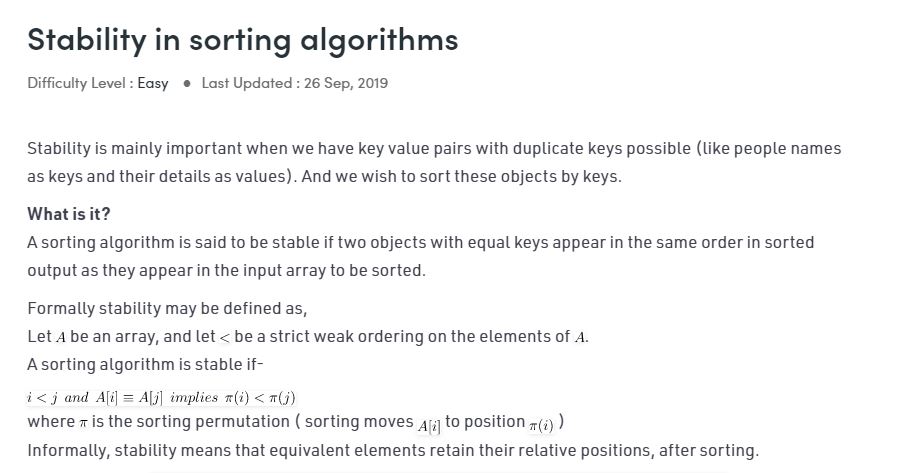 Stability in sorting algorithms
Difficulty Level : Easy ● Last Updated : 26 Sep, 2019
Stability is mainly important when we have key value pairs with duplicate keys possible (like people names
as keys and their details as values). And we wish to sort these objects by keys.
What is it?
A sorting algorithm is said to be stable if two objects with equal keys appear in the same order in sorted
output as they appear in the input array to be sorted.
Formally stability may be defined as,
Let A be an array, and let < be a strict weak ordering on the elements of A.
A sorting algorithm is stable if-
i < j and A[i] ≡ A[j] implies π(i) < π(j)
where π is the sorting permutation ( sorting moves A[i] to position π(i) )
Informally, stability means that equivalent elements retain their relative positions, after sorting.